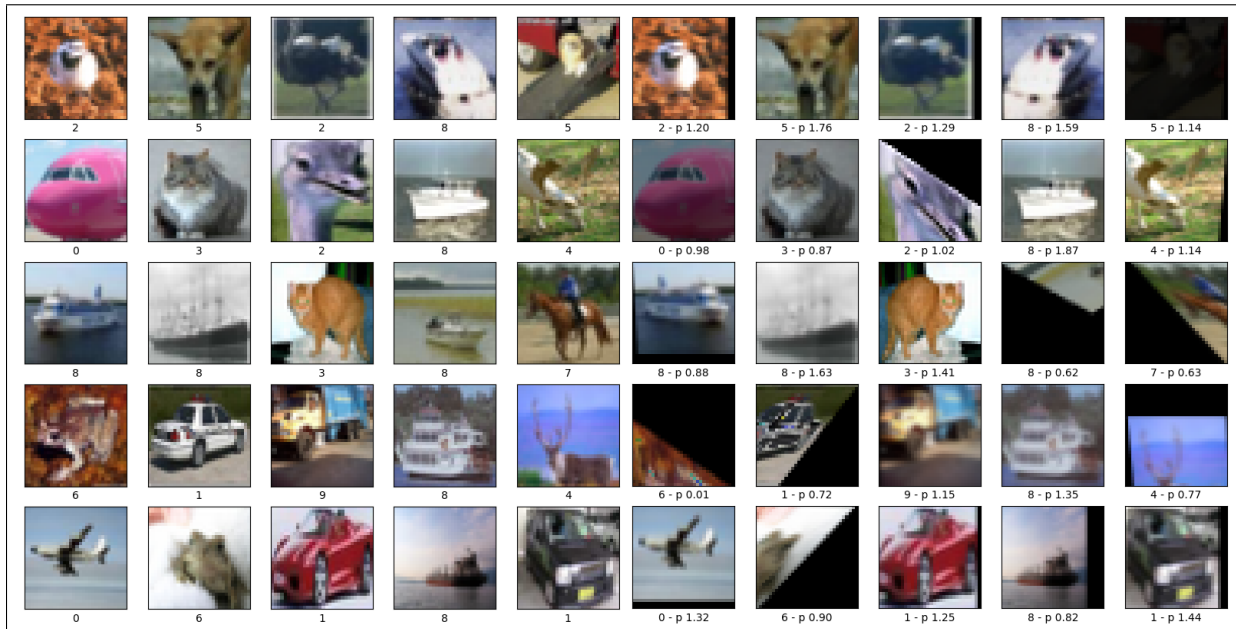 2 5 2 8 5 2 - p 1.20 5 - p 1.76 2 - p 1.29 8 - p 1.59 5 - p 1.14
0 3 2 8 4 0 - p 0.98 3 - p 0.87 2 - p 1.02 8 - p 1.87 4 - p 1.14
8 8 3 8 7 8 - p 0.88 8 - p 1.63 3 - p 1.41 8 - p 0.62 7 - p 0.63
6 1 9 8 4 6 - p 0.01 1 - p 0.72 9 - p 1.15 8 - p 1.35 4 - p 0.77
0 6 1 8 1 0 - p 1.32 6 - p 0.90 1 - p 1.25 8 - p 0.82 1 - p 1.44